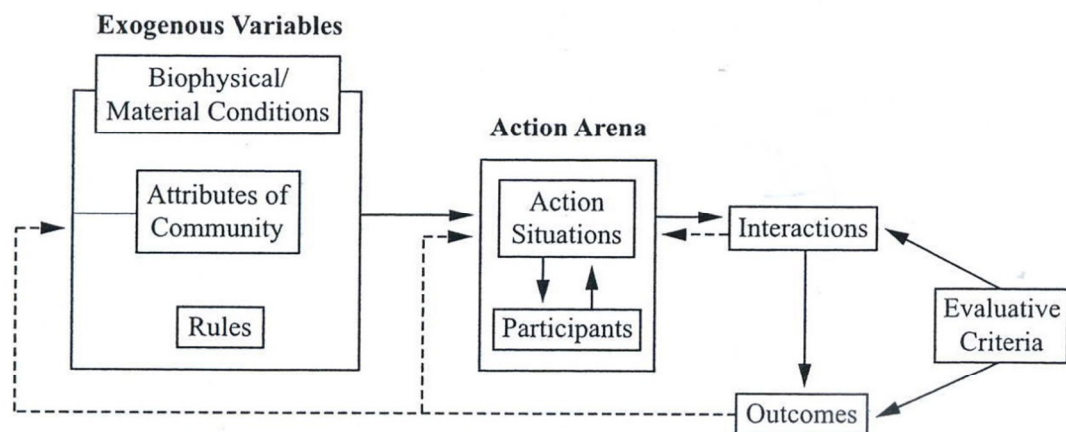 Exogenous Variables
Biophysical/
Material Conditions
Attributes of
Community
Rules
Action Arena
Action
Situations
Participants
Interactions
Outcomes
Evaluative
Criteria